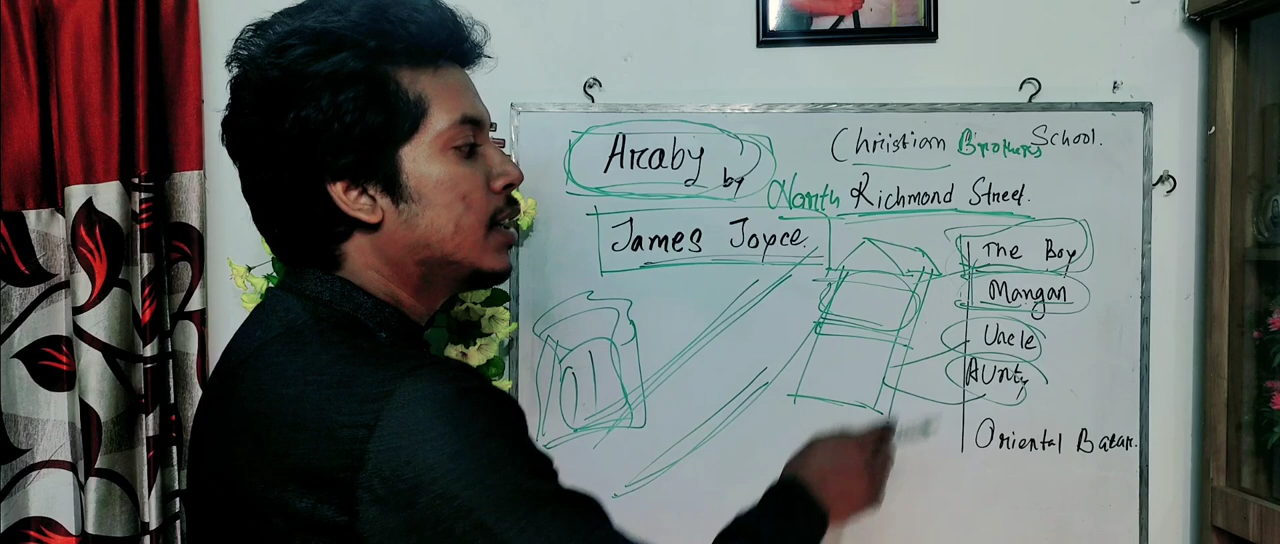 Araby by
James Joyce.
Christian Brothers School.
North Richmond Street.
The Boy
Mangan
Uncle
Aunty
Oriental Bazar.